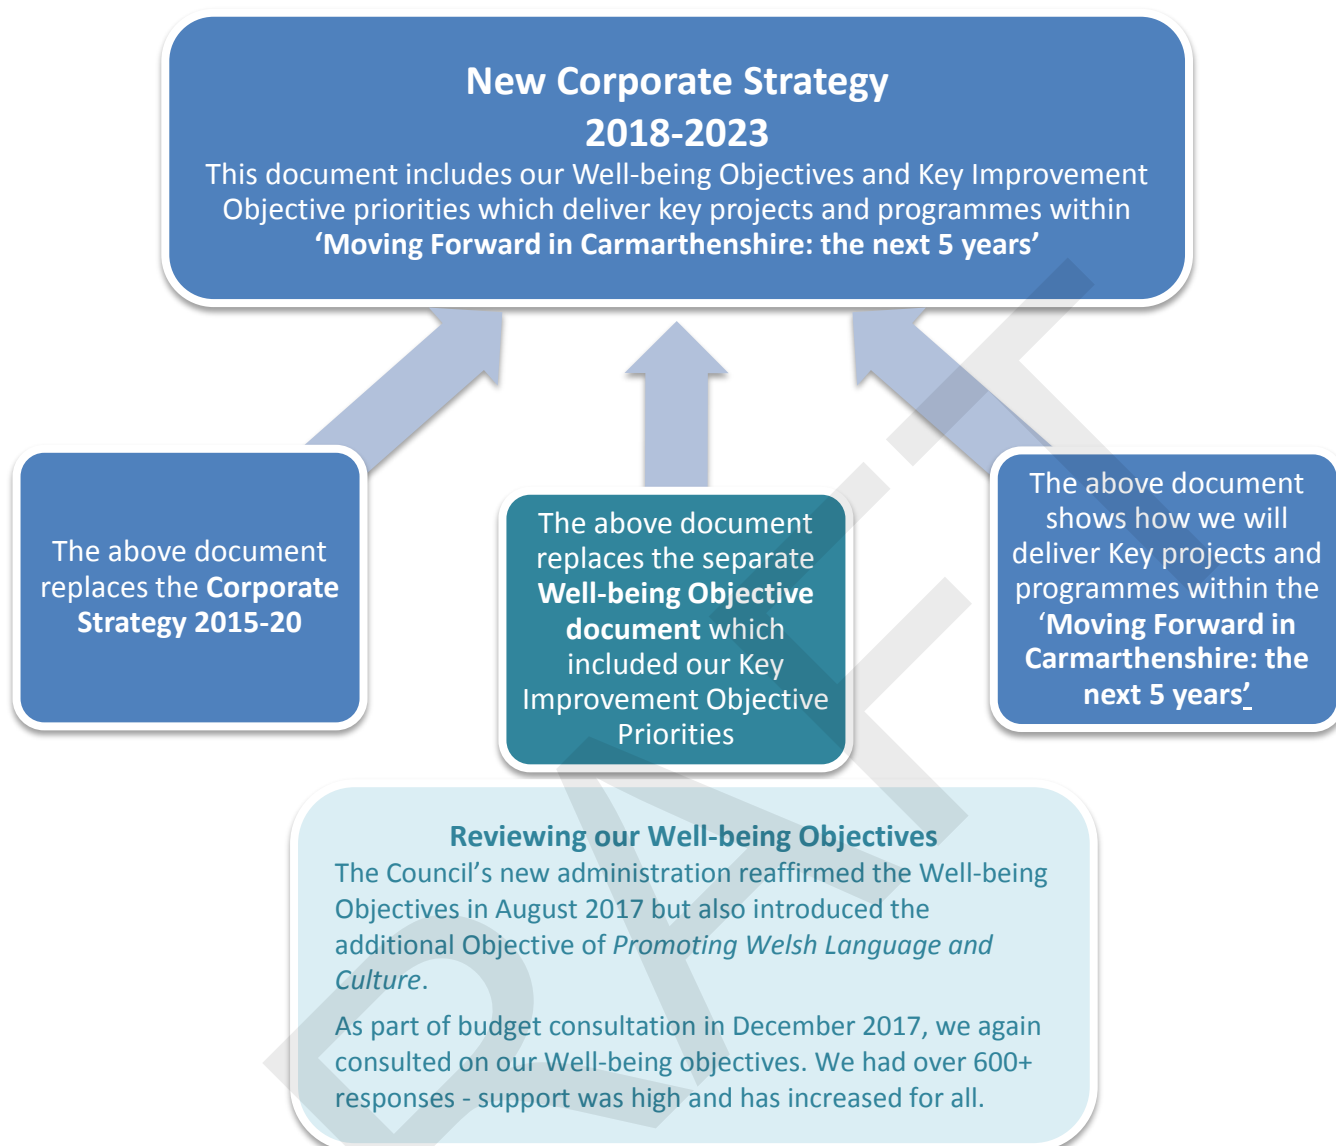 New Corporate Strategy
2018-2023
This document includes our Well-being Objectives and Key Improvement
Objective priorities which deliver key projects and programmes within
‘Moving Forward in Carmarthenshire: the next 5 years’
The above document
replaces the Corporate
Strategy 2015-20
The above document
replaces the separate
Well-being Objective
document which
included our Key
Improvement Objective
Priorities
The above document
shows how we will
deliver Key projects and
programmes within the
‘Moving Forward in
Carmarthenshire: the
next 5 years’
Reviewing our Well-being Objectives
The Council’s new administration reaffirmed the Well-being
Objectives in August 2017 but also introduced the
additional Objective of Promoting Welsh Language and
Culture.
As part of budget consultation in December 2017, we again
consulted on our Well-being objectives. We had over 600+
responses - support was high and has increased for all.
DRAFT